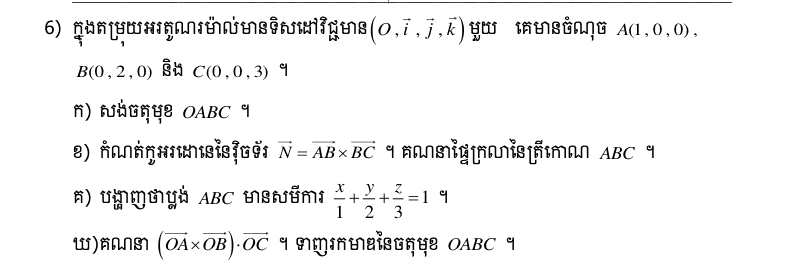 6) ក្នុងតម្រុយអរតូណរម៉ាល់មានទិសដៅវិជ្ជមាន (O, i⃗, j⃗, k⃗) មួយ គេមានចំណុច A(1, 0, 0),
B(0, 2, 0) និង C(0, 0, 3) ។
ក) សង់ចតុមុខ OABC ។
ខ) កំណត់កូអរដោនេនៃវ៉ិចទ័រ N⃗ = AB⃗ × BC⃗ ។ គណនាផ្ទៃក្រលានៃត្រីកោណ ABC ។
គ) បង្ហាញថាប្លង់ ABC មានសមីការ x/1 + y/2 + z/3 = 1 ។
ឃ)គណនា (OA⃗ × OB⃗) · OC⃗ ។ ទាញរកមាឌនៃចតុមុខ OABC ។